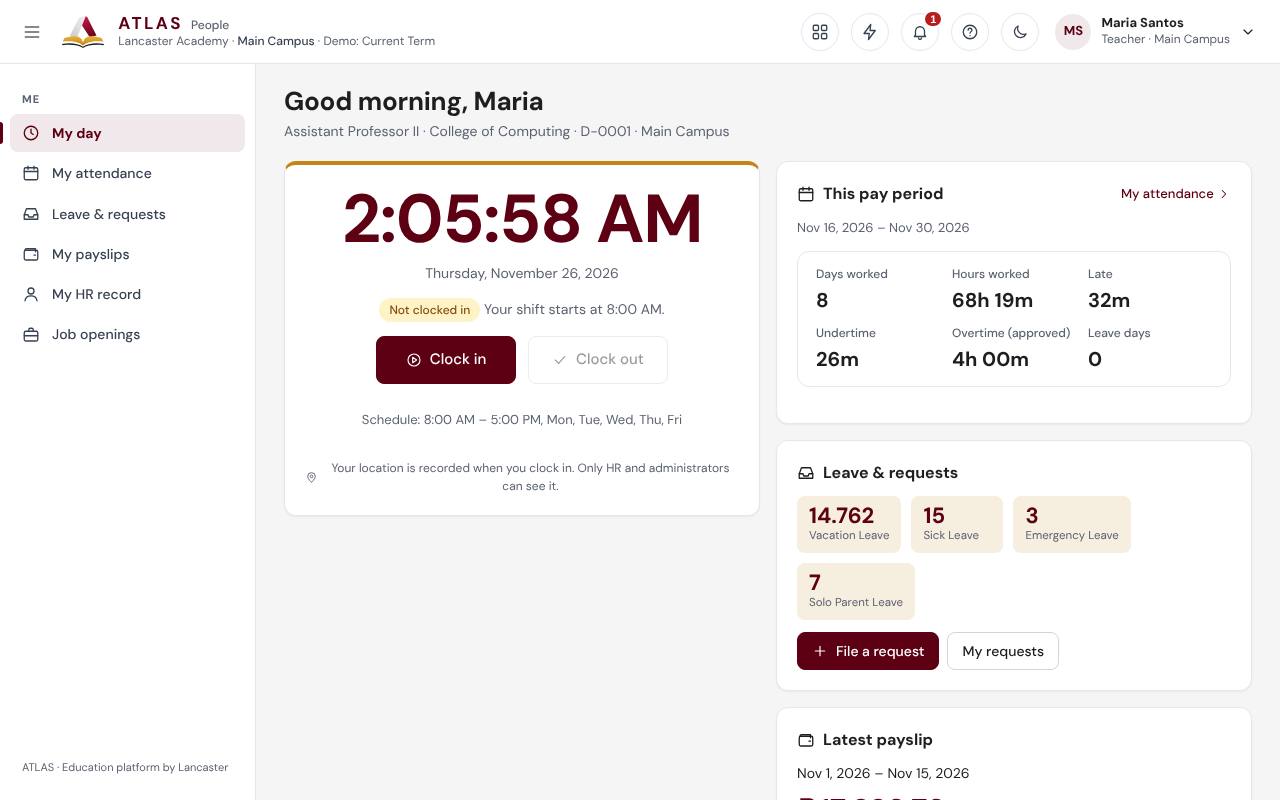 ATLAS People
Lancaster Academy · Main Campus · Demo: Current Term
1
MS
Maria Santos
Teacher · Main Campus
ME
My day
My attendance
Leave & requests
My payslips
My HR record
Job openings
ATLAS · Education platform by Lancaster
Good morning, Maria
Assistant Professor II · College of Computing · D-0001 · Main Campus
2:05:58 AM
Thursday, November 26, 2026
Not clocked in Your shift starts at 8:00 AM.
Clock in
Clock out
Schedule: 8:00 AM – 5:00 PM, Mon, Tue, Wed, Thu, Fri
Your location is recorded when you clock in. Only HR and administrators
can see it.
This pay period
My attendance
Nov 16, 2026 – Nov 30, 2026
Days worked
8
Hours worked
68h 19m
Late
32m
Undertime
26m
Overtime (approved)
4h 00m
Leave days
0
Leave & requests
14.762
Vacation Leave
15
Sick Leave
3
Emergency Leave
7
Solo Parent Leave
File a request
My requests
Latest payslip
Nov 1, 2026 – Nov 15, 2026